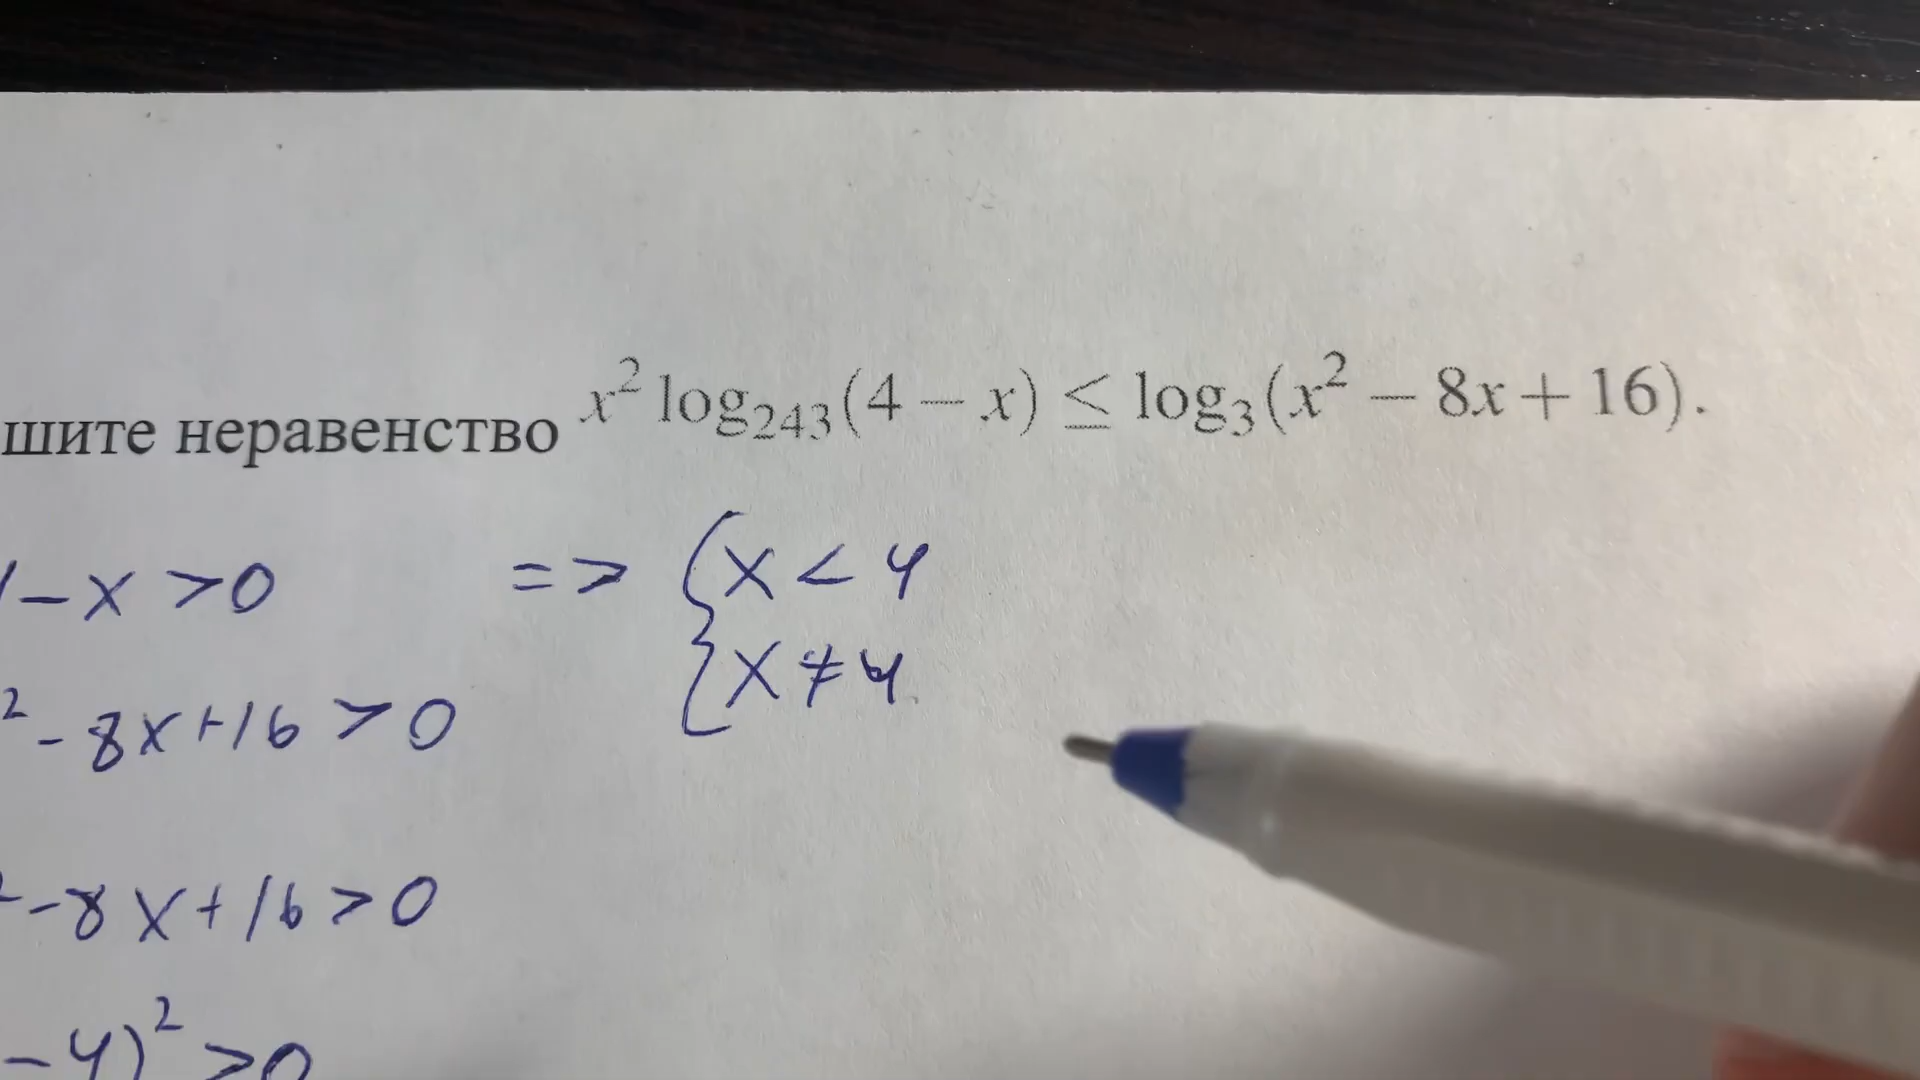 шите неравенство x² log₂₄₃(4 − x) ≤ log₃(x² − 8x + 16).
− x > 0 => { x < 4
x ≠ 4
² - 8x + 16 > 0
- 8x + 16 > 0
- 4)² > 0